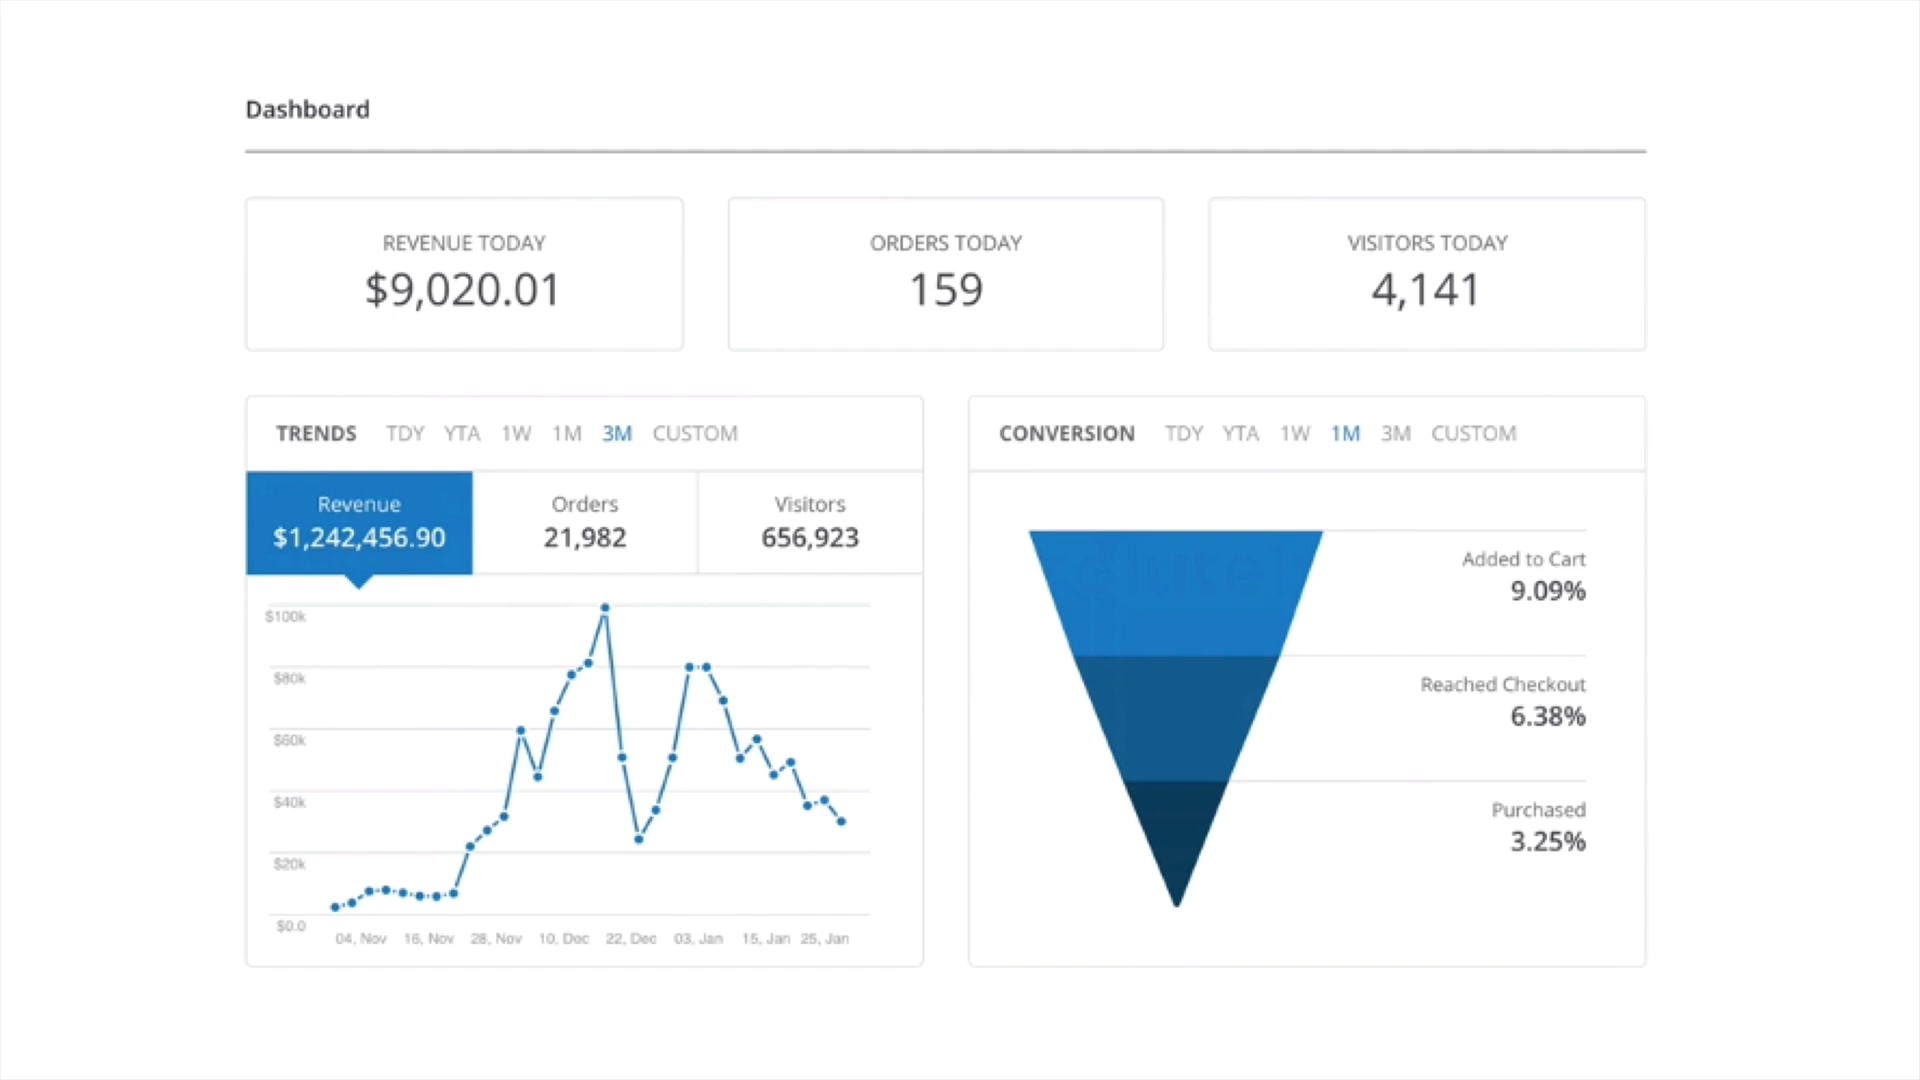 Dashboard
REVENUE TODAY
$9,020.01
ORDERS TODAY
159
VISITORS TODAY
4,141
TRENDS TDY YTA 1W 1M 3M CUSTOM
Revenue
$1,242,456.90
Orders
21,982
Visitors
656,923
$100k
$80k
$60k
$40k
$20k
$0.0
04, Nov 16, Nov 28, Nov 10, Dec 22, Dec 03, Jan 15, Jan 25, Jan
CONVERSION TDY YTA 1W 1M 3M CUSTOM
Added to Cart
9.09%
Reached Checkout
6.38%
Purchased
3.25%